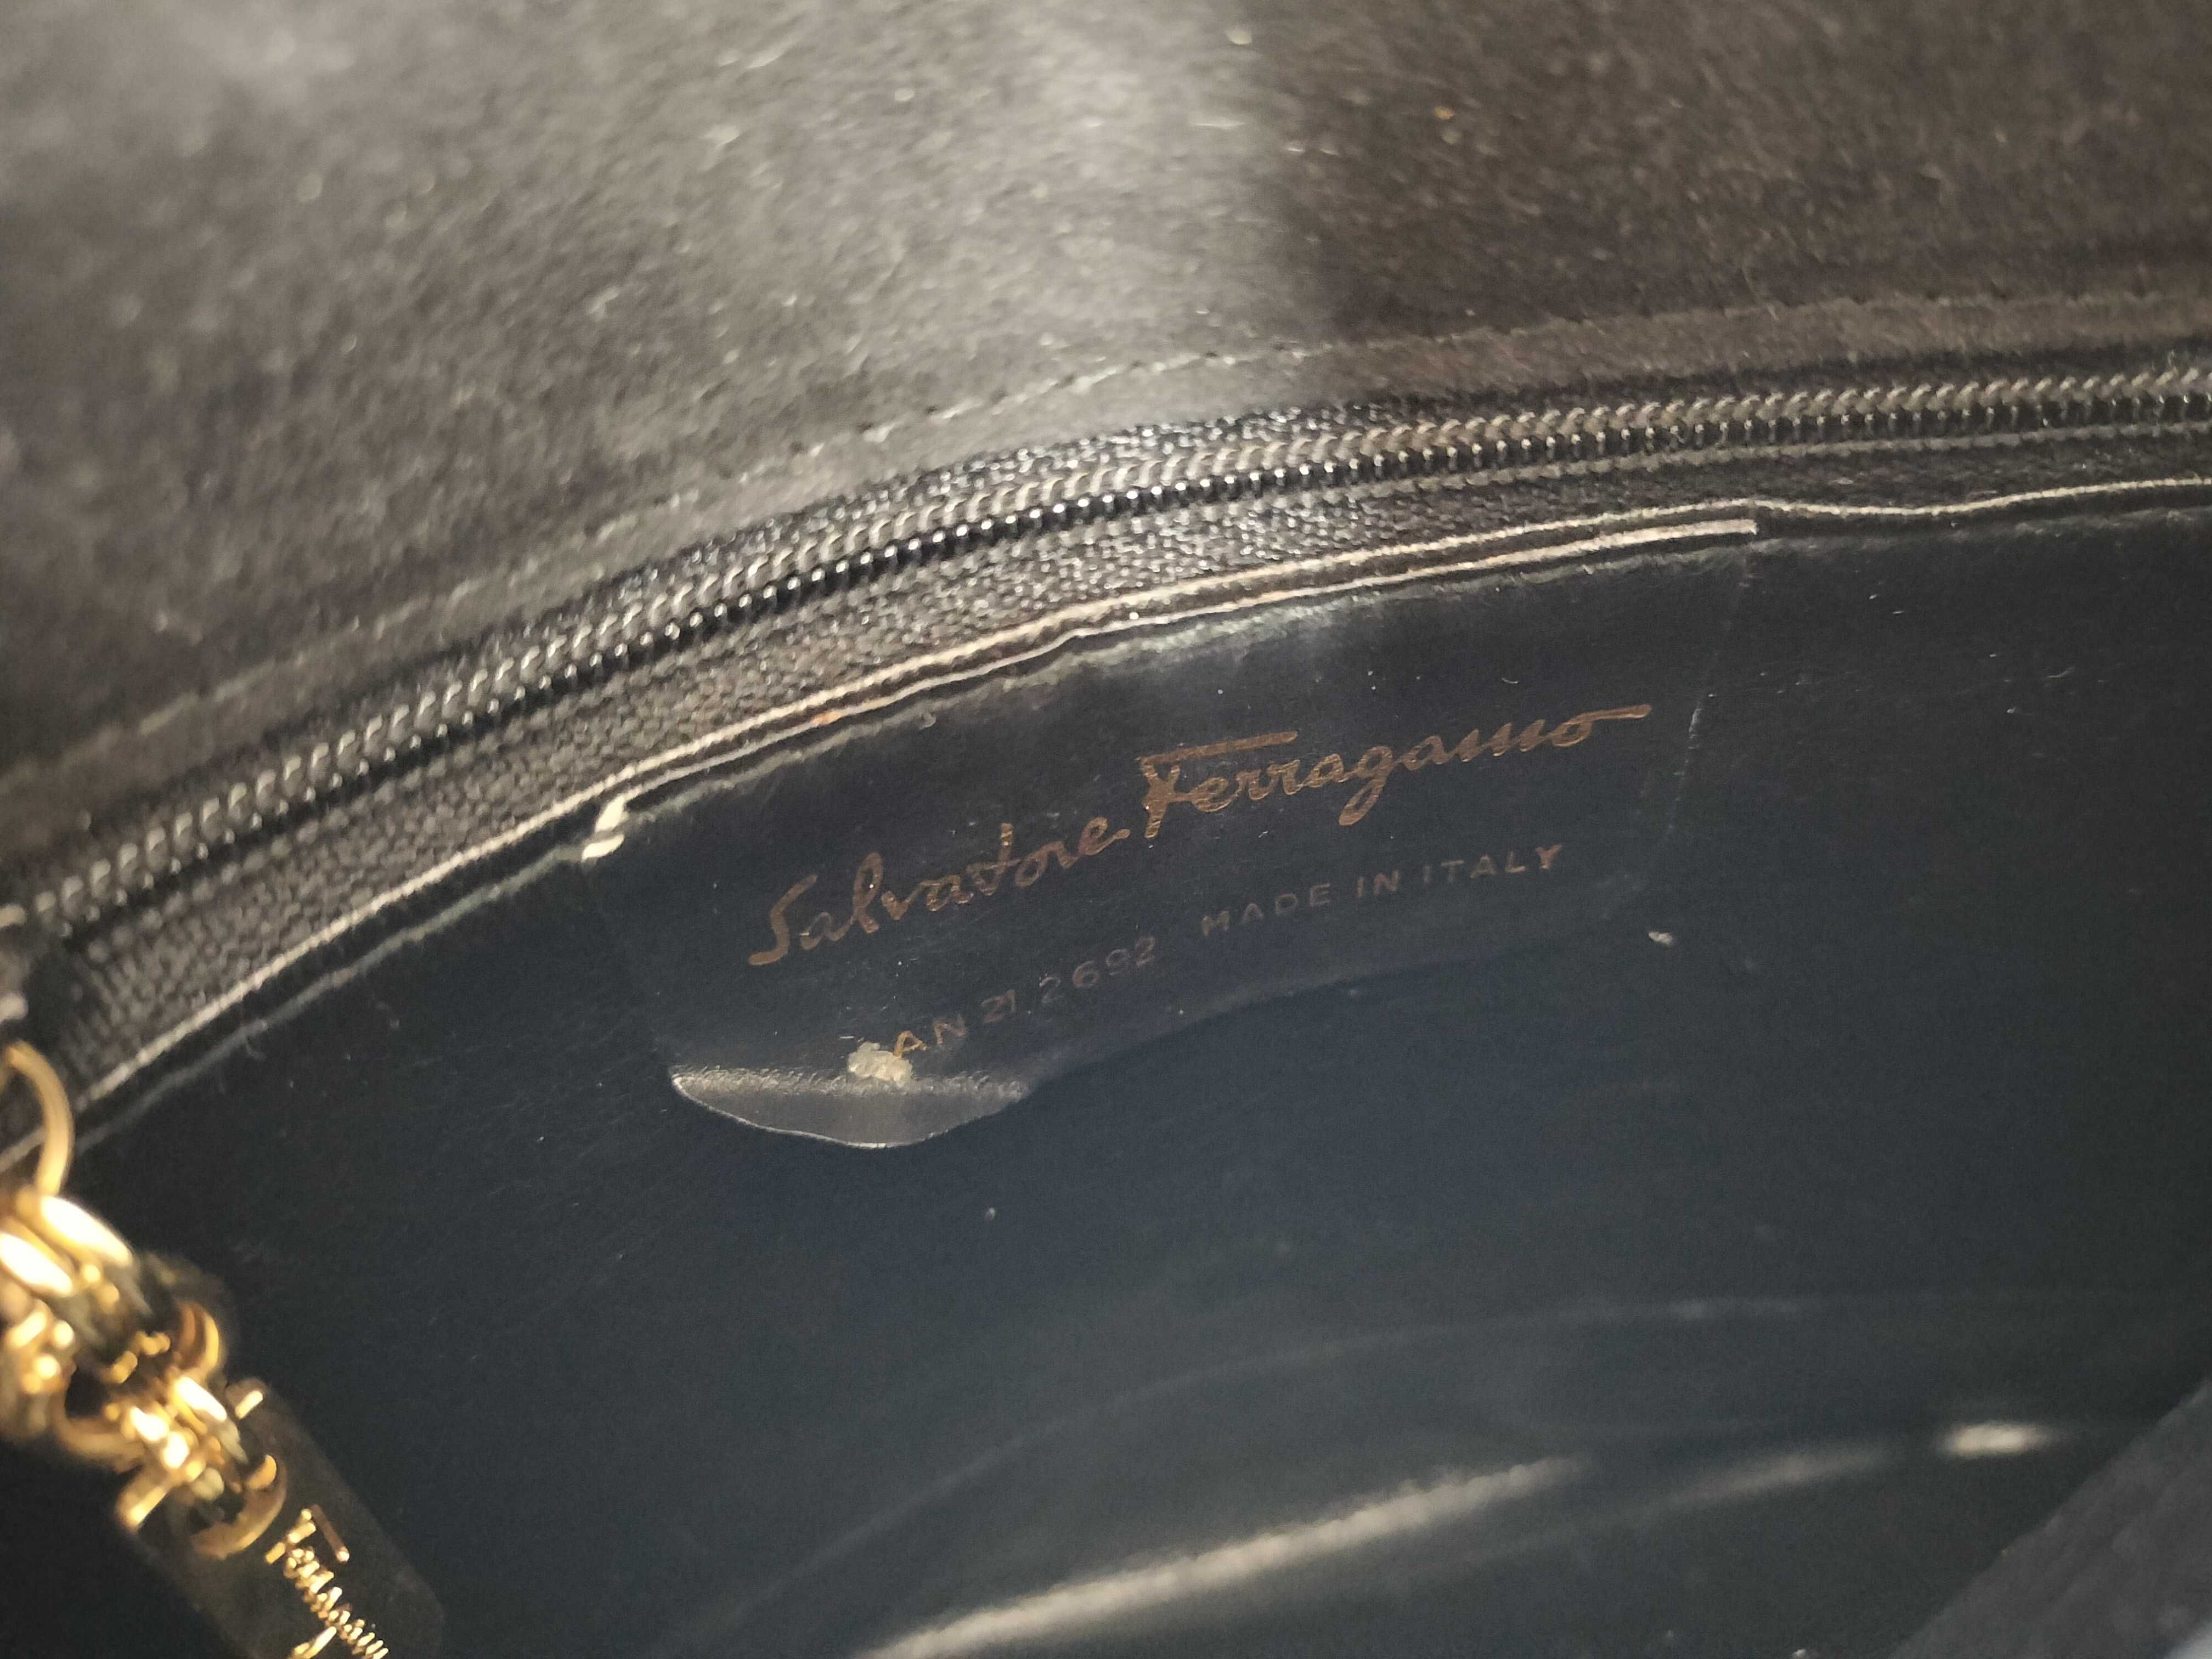 Salvatore Ferragamo
AN 21 2692 MADE IN ITALY
Ferragamo